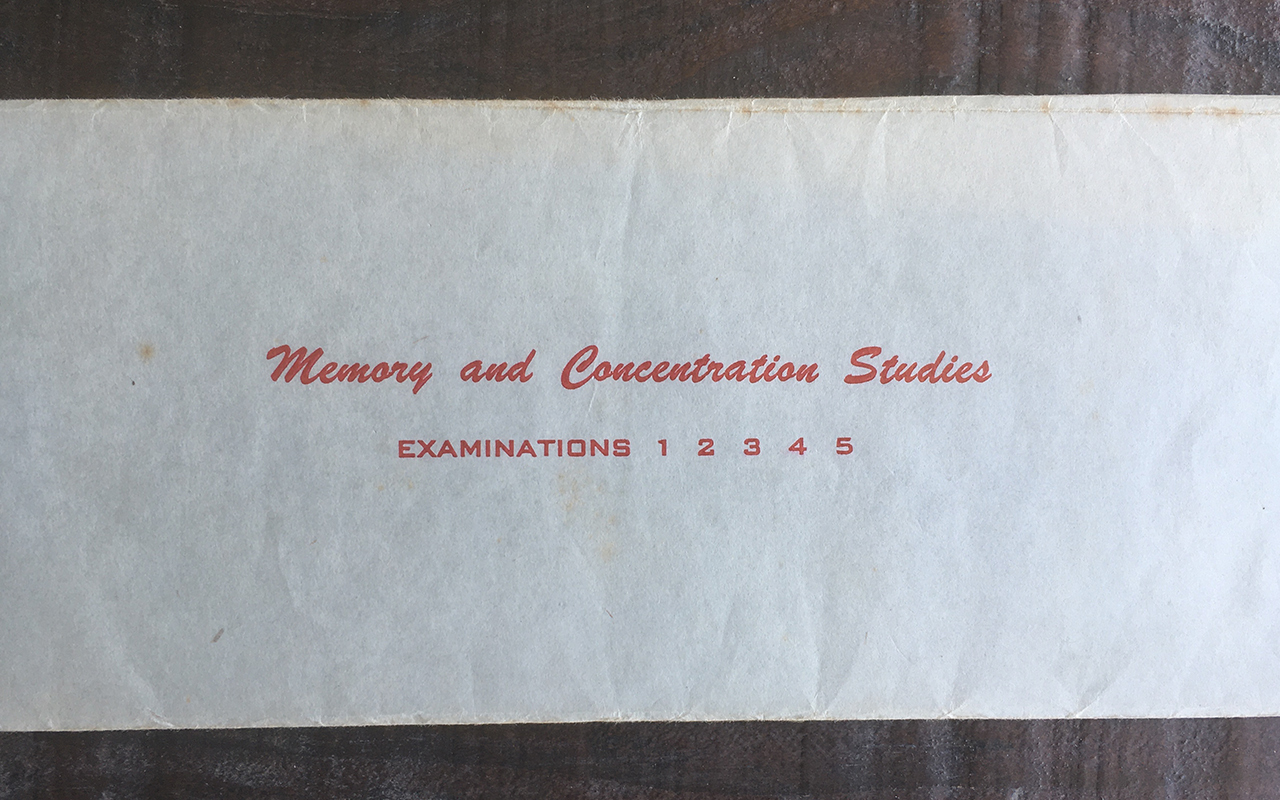 Memory and Concentration Studies
EXAMINATIONS 1 2 3 4 5